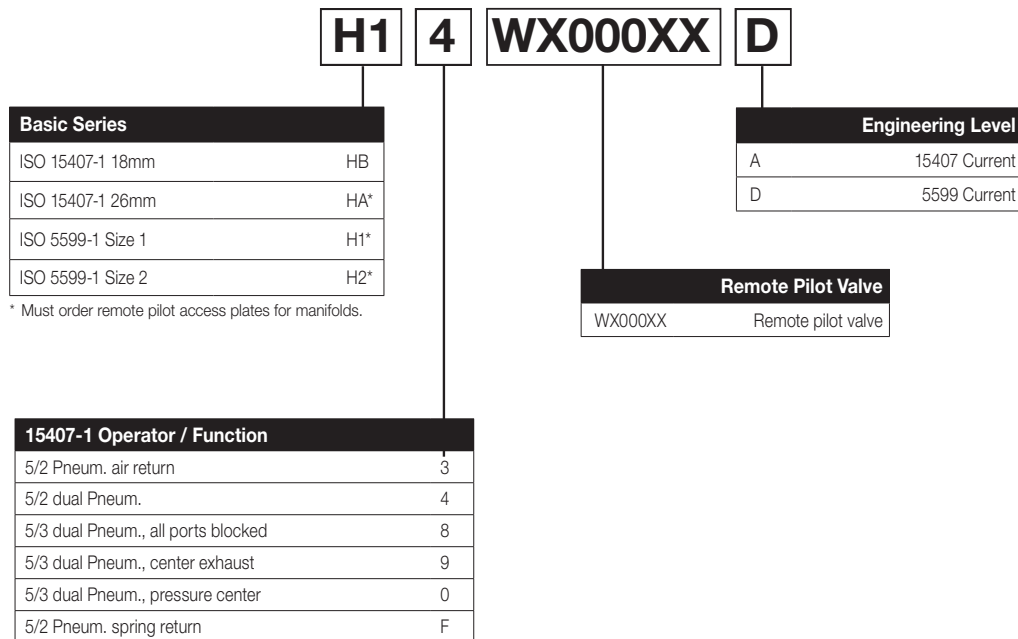 H1 4 WX000XX D
Basic Series
ISO 15407-1 18mm HB
ISO 15407-1 26mm HA*
ISO 5599-1 Size 1 H1*
ISO 5599-1 Size 2 H2*
* Must order remote pilot access plates for manifolds.
Engineering Level
A 15407 Current
D 5599 Current
Remote Pilot Valve
WX000XX Remote pilot valve
15407-1 Operator / Function
5/2 Pneum. air return 3
5/2 dual Pneum. 4
5/3 dual Pneum., all ports blocked 8
5/3 dual Pneum., center exhaust 9
5/3 dual Pneum., pressure center 0
5/2 Pneum. spring return F